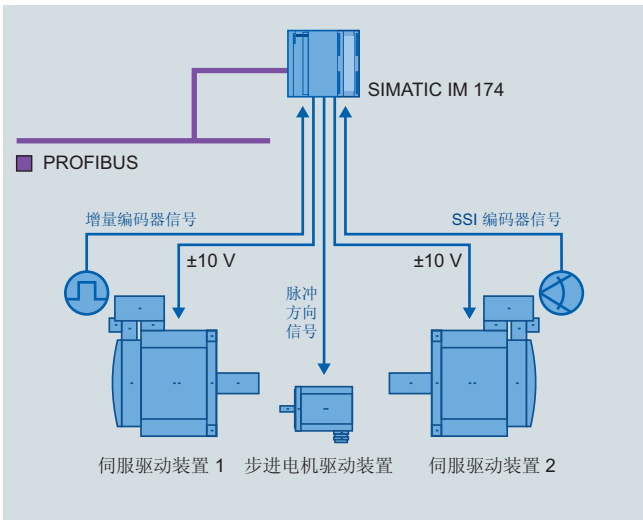 SIMATIC IM 174
PROFIBUS
增量编码器信号
SSI 编码器信号
±10 V
±10 V
脉冲
方向
信号
伺服驱动装置 1
步进电机驱动装置
伺服驱动装置 2